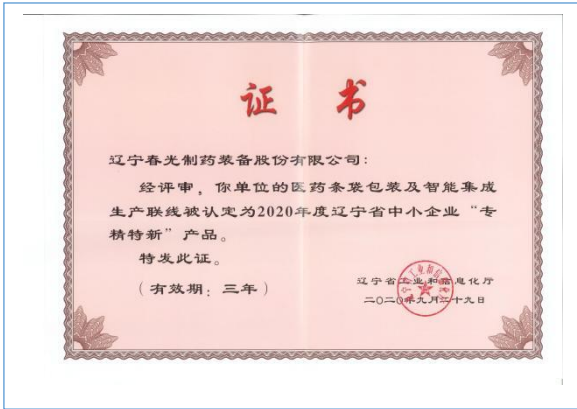 证 书
辽宁春光制药装备股份有限公司：
经评审，你单位的医药条袋包装及智能集成
生产联线被认定为2020年度辽宁省中小企业“专
精特新”产品。
特发此证。
（有效期：三年）
辽宁省工业和信息化厅
二〇二〇年九月二十九日